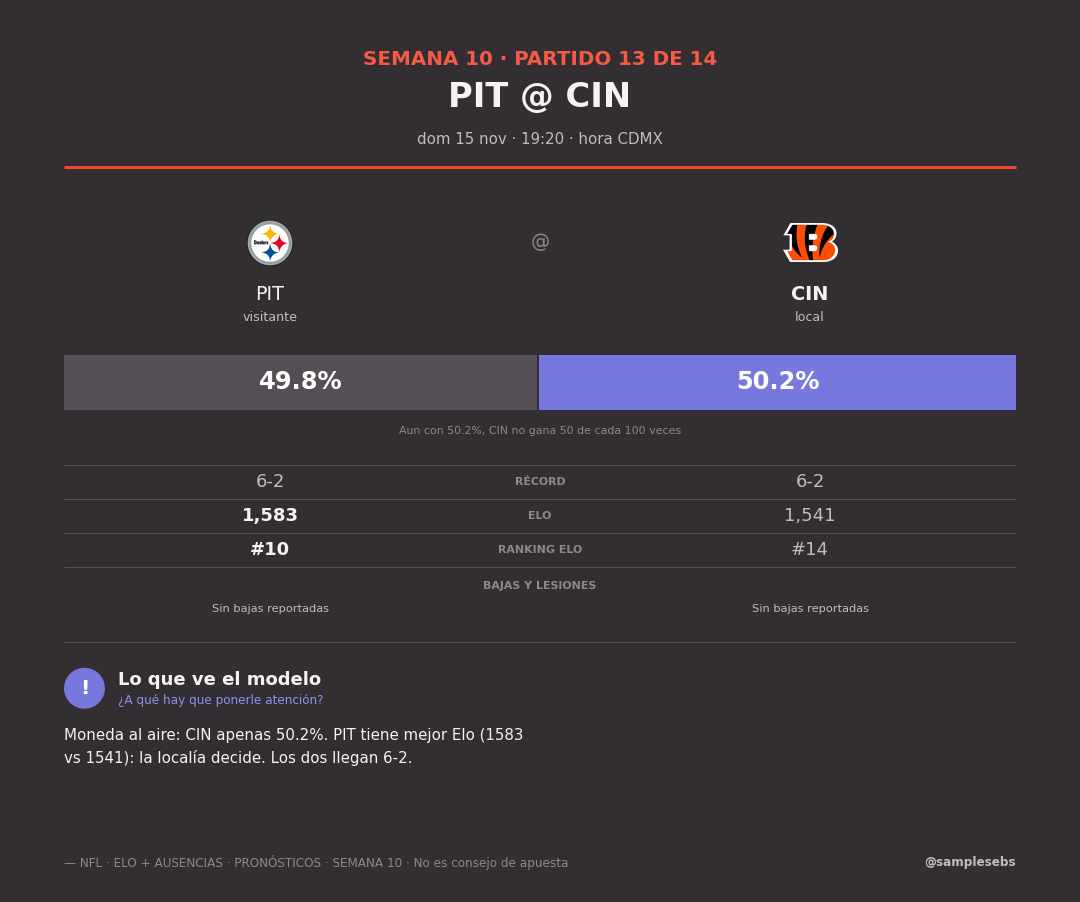 SEMANA 10 · PARTIDO 13 DE 14
PIT @ CIN
dom 15 nov · 19:20 · hora CDMX
Steelers
@
PIT
CIN
visitante
local
49.8%
50.2%
Aun con 50.2%, CIN no gana 50 de cada 100 veces
6-2 RÉCORD 6-2
1,583 ELO 1,541
#10 RANKING ELO #14
BAJAS Y LESIONES
Sin bajas reportadas
Sin bajas reportadas
! Lo que ve el modelo
¿A qué hay que ponerle atención?
Moneda al aire: CIN apenas 50.2%. PIT tiene mejor Elo (1583
vs 1541): la localía decide. Los dos llegan 6-2.
— NFL · ELO + AUSENCIAS · PRONÓSTICOS · SEMANA 10 · No es consejo de apuesta
@samplesebs